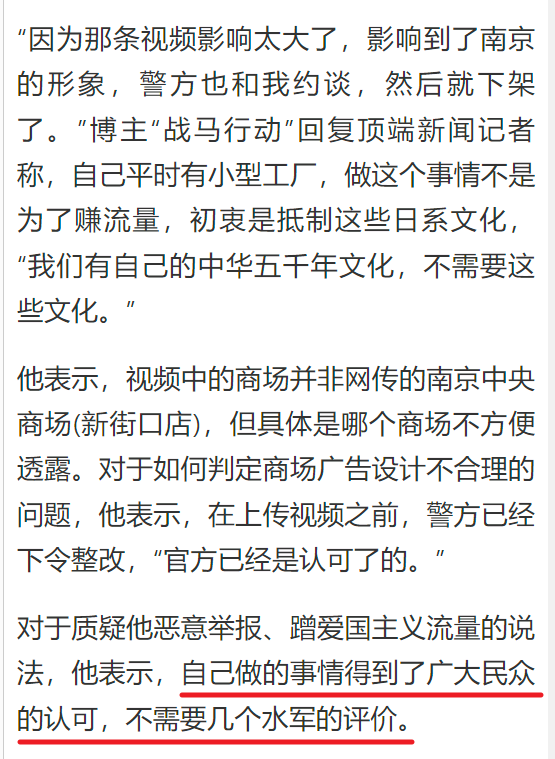 “因为那条视频影响太大了，影响到了南京
的形象，警方也和我约谈，然后就下架
了。”博主“战马行动”回复顶端新闻记者
称，自己平时有小型工厂，做这个事情不是
为了赚流量，初衷是抵制这些日系文化，
“我们有自己的中华五千年文化，不需要这
些文化。”
他表示，视频中的商场并非网传的南京中央
商场(新街口店)，但具体是哪个商场不方便
透露。对于如何判定商场广告设计不合理的
问题，他表示，在上传视频之前，警方已经
下令整改，“官方已经是认可了的。”
对于质疑他恶意举报、蹭爱国主义流量的说
法，他表示，自己做的事情得到了广大民众
的认可，不需要几个水军的评价。